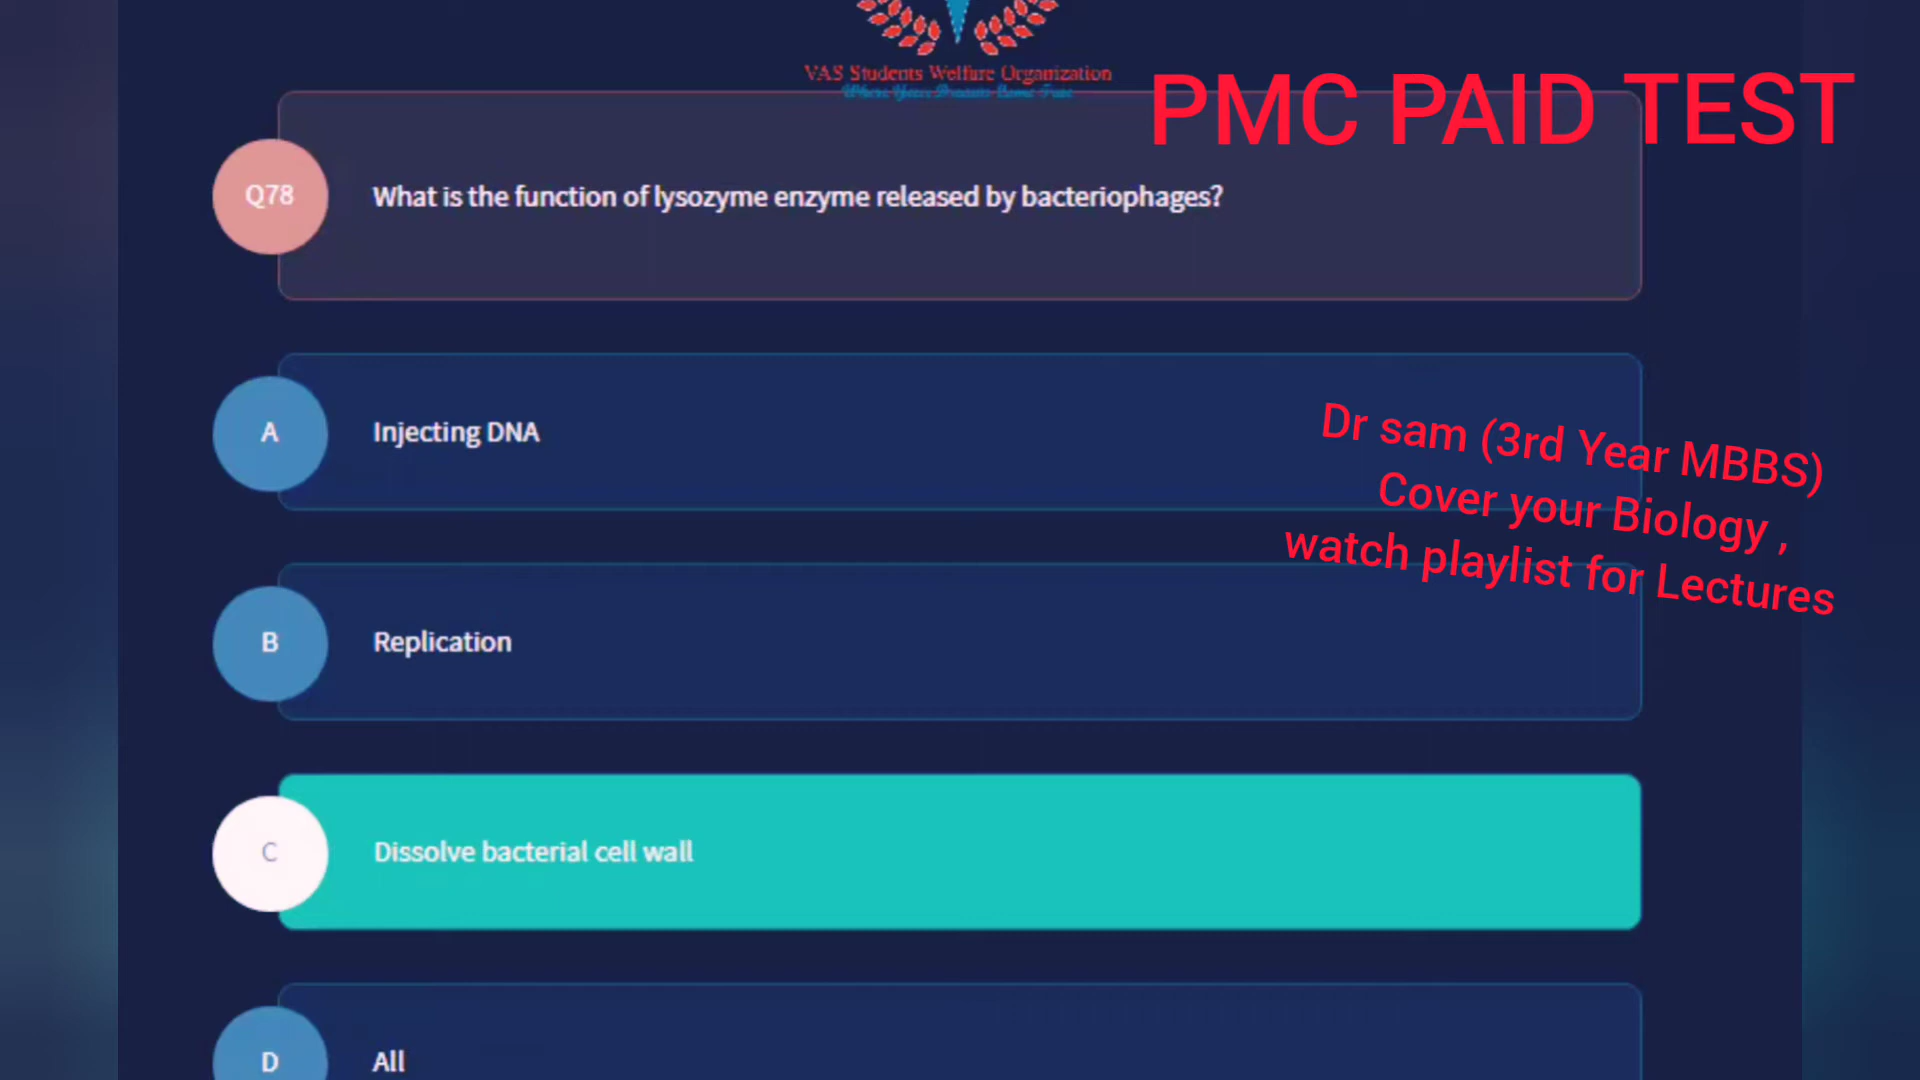 VAS Students Welfare Organization
PMC PAID TEST
Q78
What is the function of lysozyme enzyme released by bacteriophages?
A
Injecting DNA
Dr sam (3rd Year MBBS)
Cover your Biology ,
watch playlist for Lectures
B
Replication
C
Dissolve bacterial cell wall
D
All